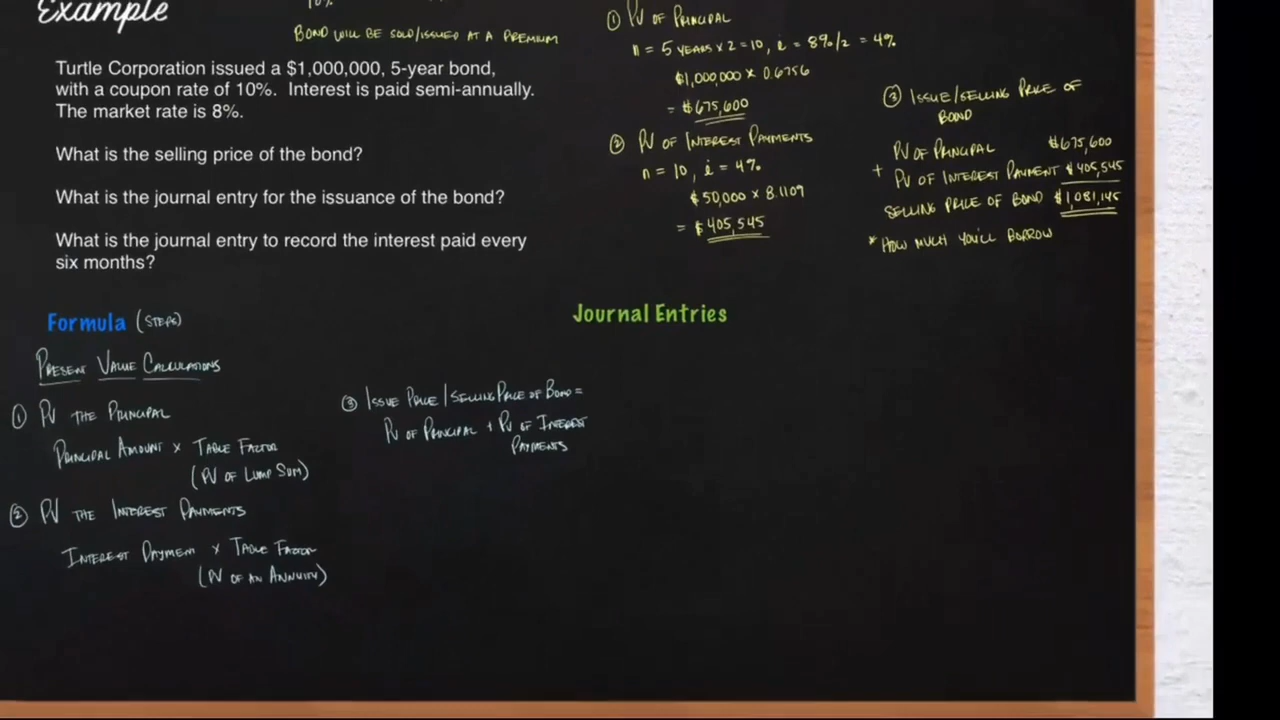 Example
10%
BOND WILL BE SOLD/ISSUED AT A PREMIUM
Turtle Corporation issued a $1,000,000, 5-year bond,
with a coupon rate of 10%. Interest is paid semi-annually.
The market rate is 8%.
What is the selling price of the bond?
What is the journal entry for the issuance of the bond?
What is the journal entry to record the interest paid every
six months?
① PV OF PRINCIPAL
n = 5 YEARS x 2 = 10, i = 8%/2 = 4%
$1,000,000 x 0.6756
= $675,600
② PV OF INTEREST PAYMENTS
n = 10, i = 4%
$50,000 x 8.1109
= $405,545
③ ISSUE/SELLING PRICE OF
BOND
PV OF PRINCIPAL $675,600
+ PV OF INTEREST PAYMENT $405,545
SELLING PRICE OF BOND $1,081,145
* HOW MUCH YOU'LL BORROW
Formula (STEPS)
PRESENT VALUE CALCULATIONS
① PV THE PRINCIPAL
PRINCIPAL AMOUNT x TABLE FACTOR
(PV OF LUMP SUM)
② PV THE INTEREST PAYMENTS
INTEREST PAYMENT x TABLE FACTOR
(PV OF AN ANNUITY)
③ ISSUE PRICE/SELLING PRICE OF BOND =
PV OF PRINCIPAL + PV OF INTEREST
PAYMENTS
Journal Entries